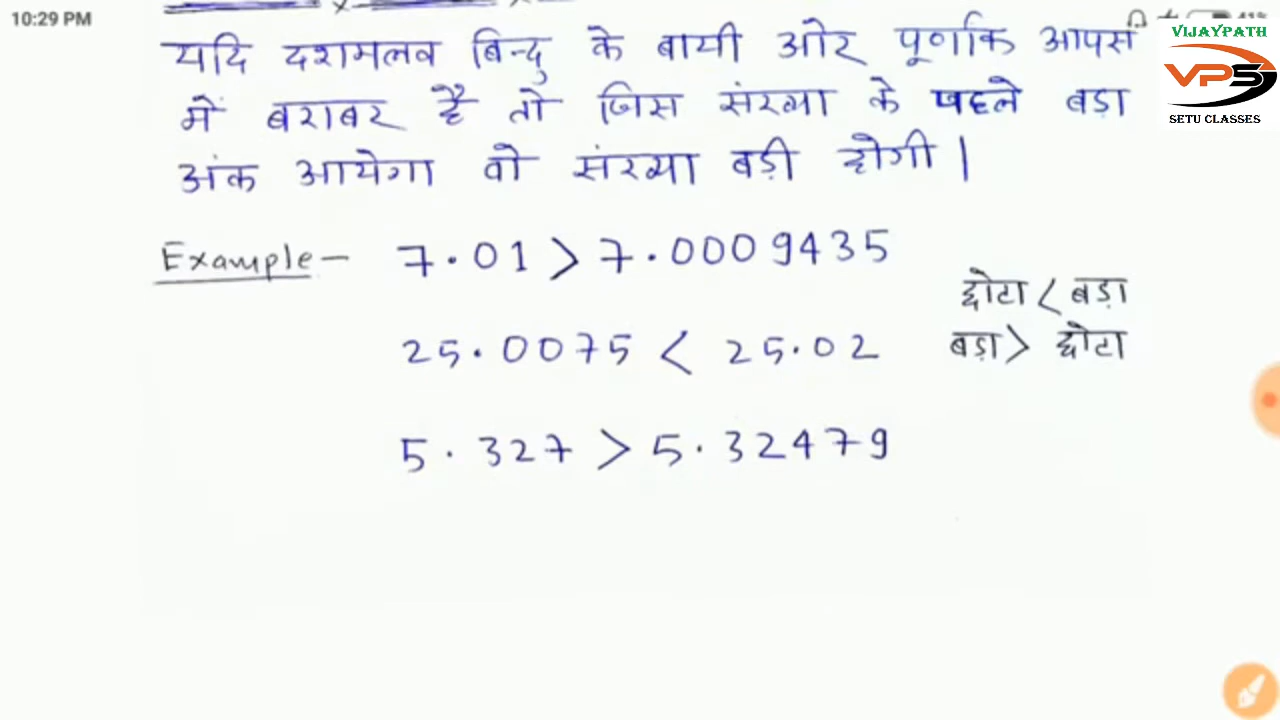 10:29 PM
41%
VIJAYPATH
VPS
SETU CLASSES
यदि दशमलव बिन्दु के बायी ओर पूर्णांक आपस
में बराबर है तो जिस संख्या के पहले बड़ा
अंक आयेगा वो संख्या बड़ी होगी |
Example - 7.01 > 7.0009435
छोटा < बड़ा
25.0075 < 25.02
बड़ा > छोटा
5.327 > 5.32479